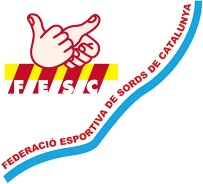 FESC
FEDERACIÓ ESPORTIVA DE SORDS DE CATALUNYA